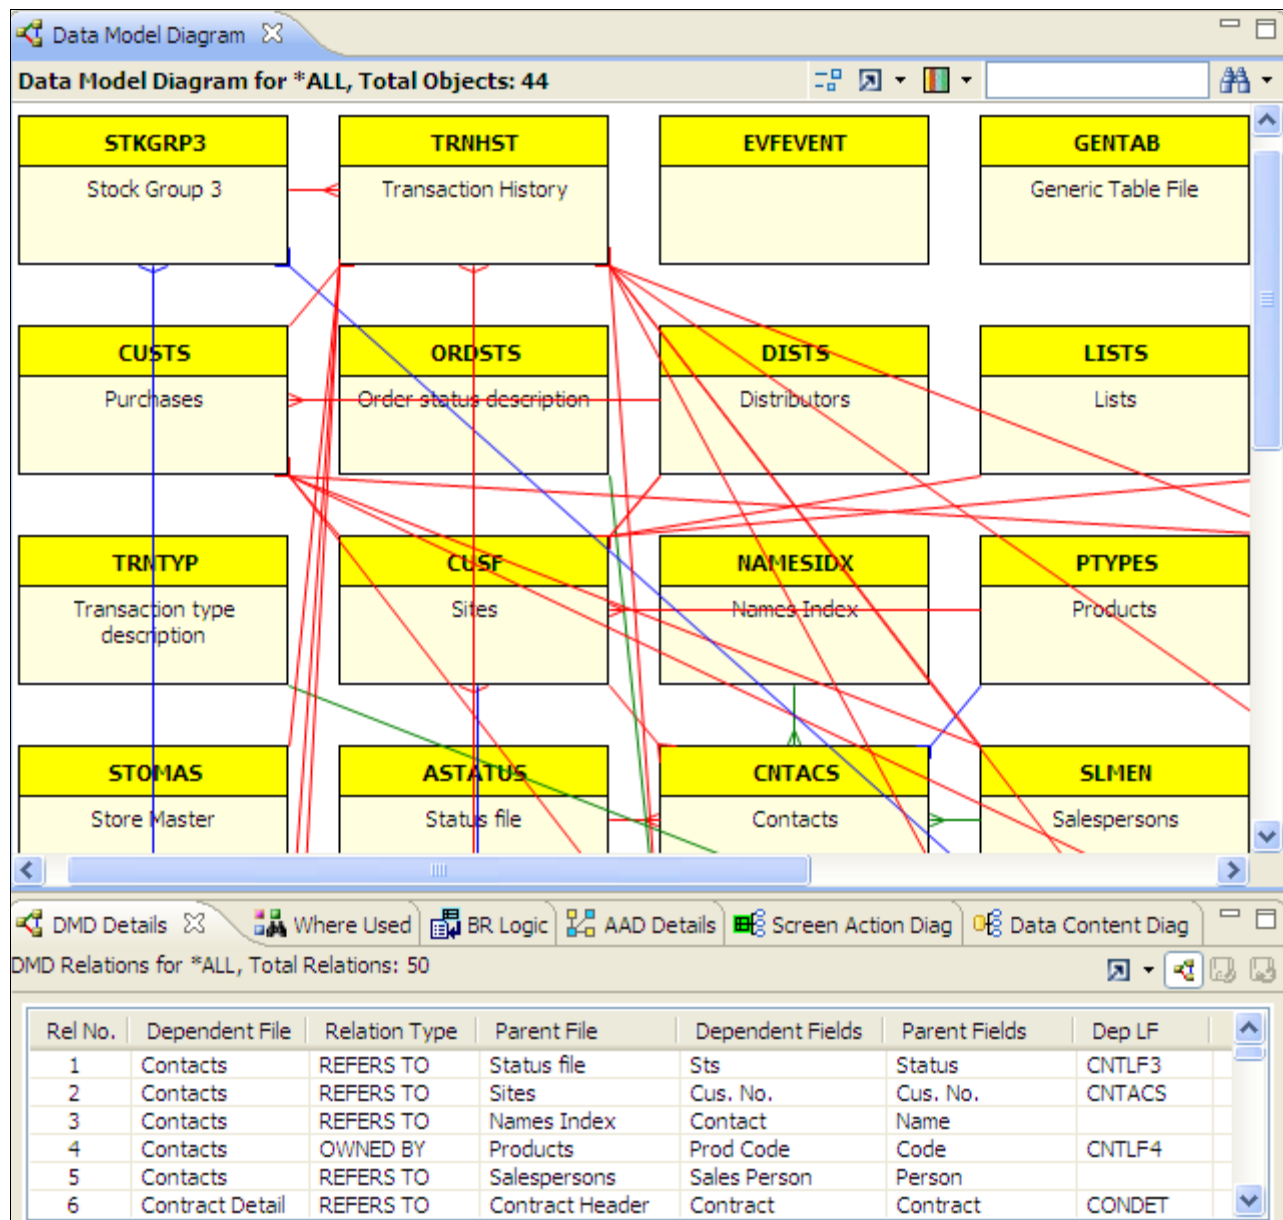 Data Model Diagram
Data Model Diagram for *ALL, Total Objects: 44
STKGRP3 TRNHST EVFEVENT GENTAB
Stock Group 3 Transaction History Generic Table File
CUSTS ORDSTS DISTS LISTS
Purchases Order status description Distributors Lists
TRNTYP CUSF NAMESIDX PTYPES
Transaction type Sites Names Index Products
description
STOMAS ASTATUS CNTACS SLMEN
Store Master Status file Contacts Salespersons
DMD Details Where Used BR Logic AAD Details Screen Action Diag Data Content Diag
DMD Relations for *ALL, Total Relations: 50
Rel No. Dependent File Relation Type Parent File Dependent Fields Parent Fields Dep LF
1 Contacts REFERS TO Status file Sts Status CNTLF3
2 Contacts REFERS TO Sites Cus. No. Cus. No. CNTACS
3 Contacts REFERS TO Names Index Contact Name
4 Contacts OWNED BY Products Prod Code Code CNTLF4
5 Contacts REFERS TO Salespersons Sales Person Person
6 Contract Detail REFERS TO Contract Header Contract Contract CONDET